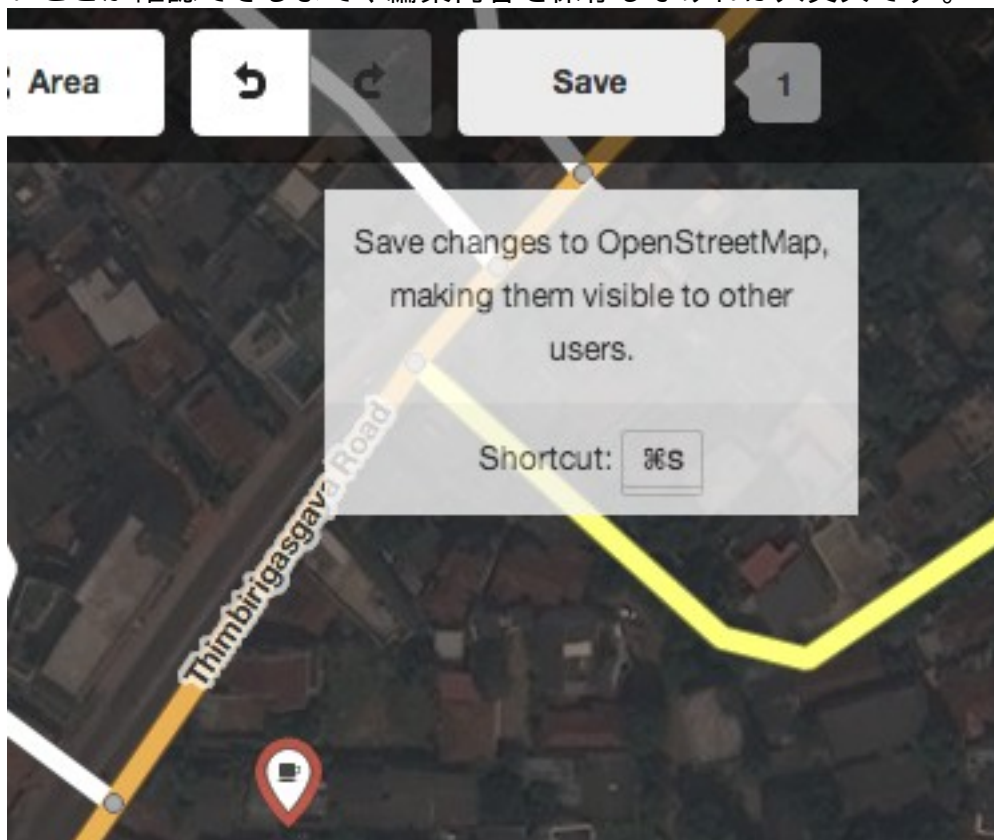 Area
Save
1
Save changes to OpenStreetMap,
making them visible to other
users.
Shortcut: ⌘S
Thimbirigasgaya Road